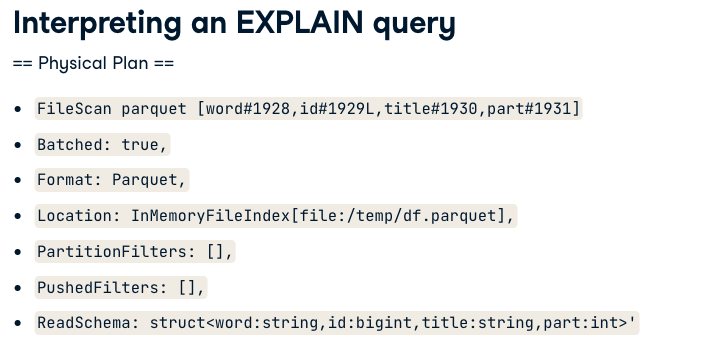 Interpreting an EXPLAIN query
== Physical Plan ==
• FileScan parquet [word#1928,id#1929L,title#1930,part#1931]
• Batched: true,
• Format: Parquet,
• Location: InMemoryFileIndex[file:/temp/df.parquet],
• PartitionFilters: [],
• PushedFilters: [],
• ReadSchema: struct<word:string,id:bigint,title:string,part:int>'